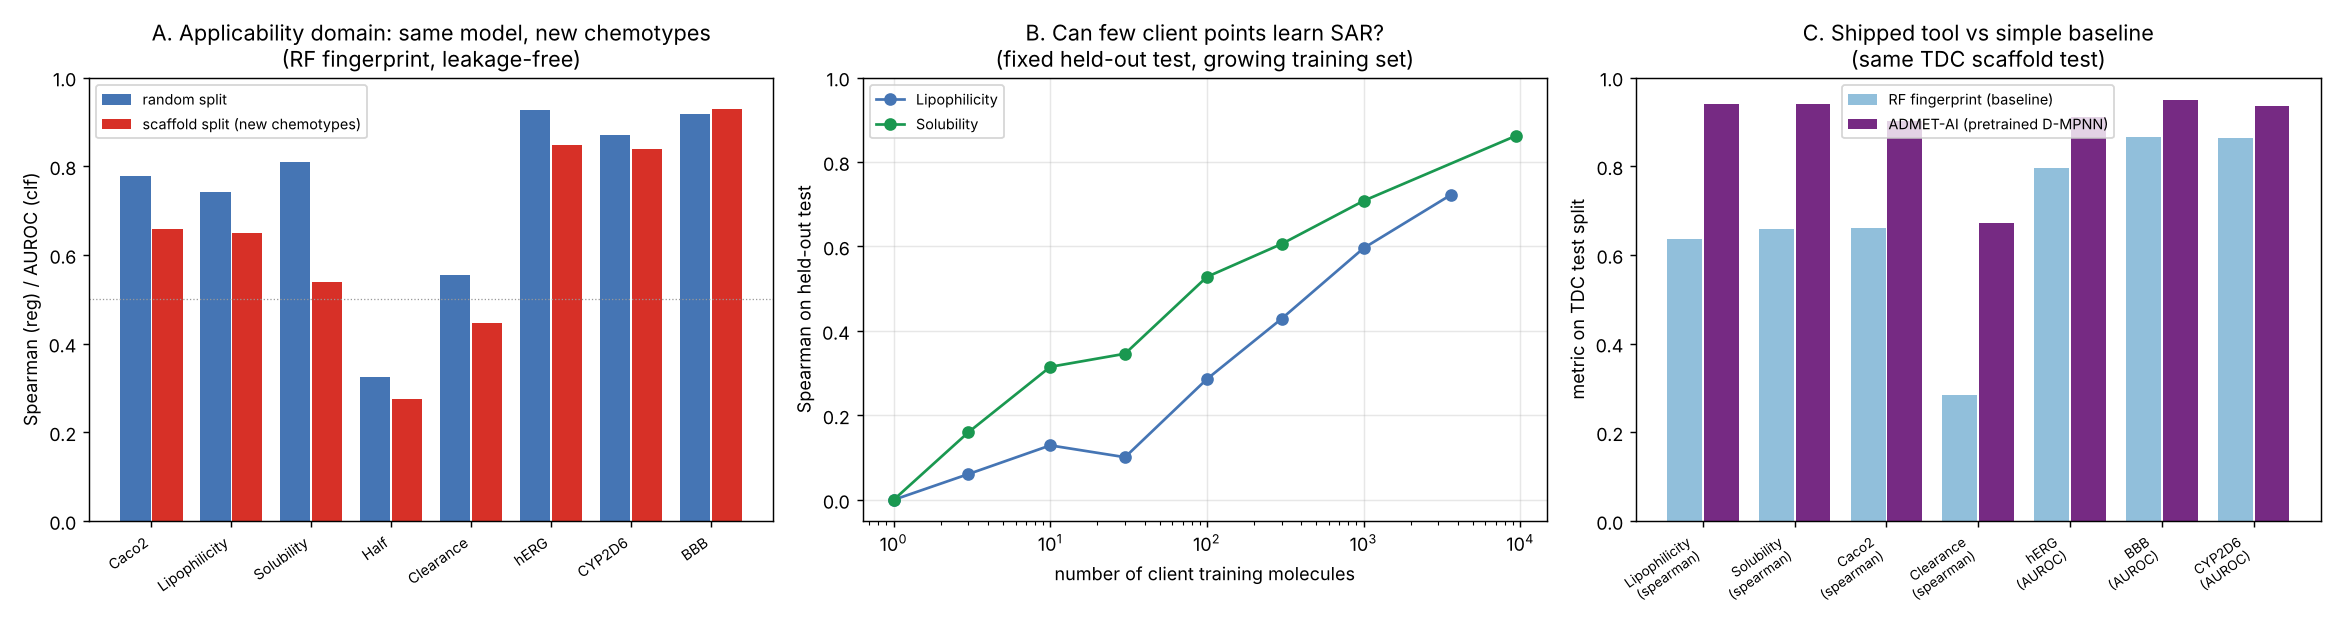 A. Applicability domain: same model, new chemotypes
(RF fingerprint, leakage-free)
Spearman (reg) / AUROC (clf)
1.0
0.8
0.6
0.4
0.2
0.0
random split
scaffold split (new chemotypes)
Caco2
Lipophilicity
Solubility
Half
Clearance
hERG
CYP2D6
BBB
B. Can few client points learn SAR?
(fixed held-out test, growing training set)
Spearman on held-out test
1.0
0.8
0.6
0.4
0.2
0.0
Lipophilicity
Solubility
10⁰
10¹
10²
10³
10⁴
number of client training molecules
C. Shipped tool vs simple baseline
(same TDC scaffold test)
metric on TDC test split
1.0
0.8
0.6
0.4
0.2
0.0
RF fingerprint (baseline)
ADMET-AI (pretrained D-MPNN)
Lipophilicity
(spearman)
Solubility
(spearman)
Caco2
(spearman)
Clearance
(spearman)
hERG
(AUROC)
BBB
(AUROC)
CYP2D6
(AUROC)